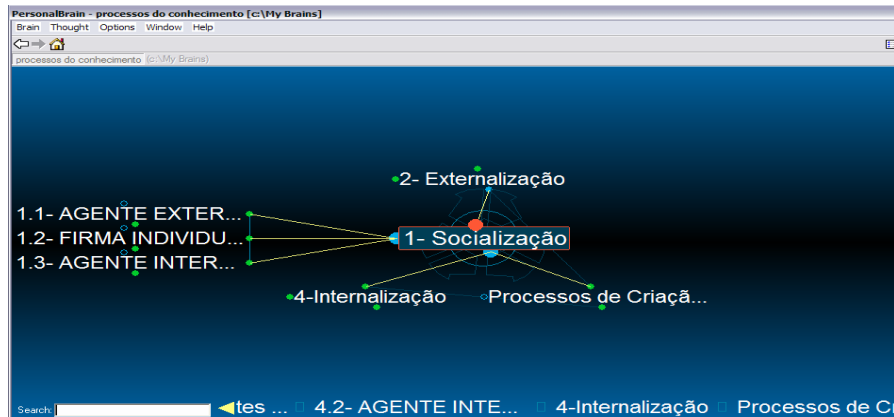 PersonalBrain - processos do conhecimento [c:\My Brains]
Brain Thought Options Window Help
processos do conhecimento (c:\My Brains)
2- Externalização
1.1- AGENTE EXTER...
1.2- FIRMA INDIVIDU...
1- Socialização
1.3- AGENTE INTER...
4-Internalização
Processos de Criaçã...
Search: tes ... 4.2- AGENTE INTE... 4-Internalização Processos de C